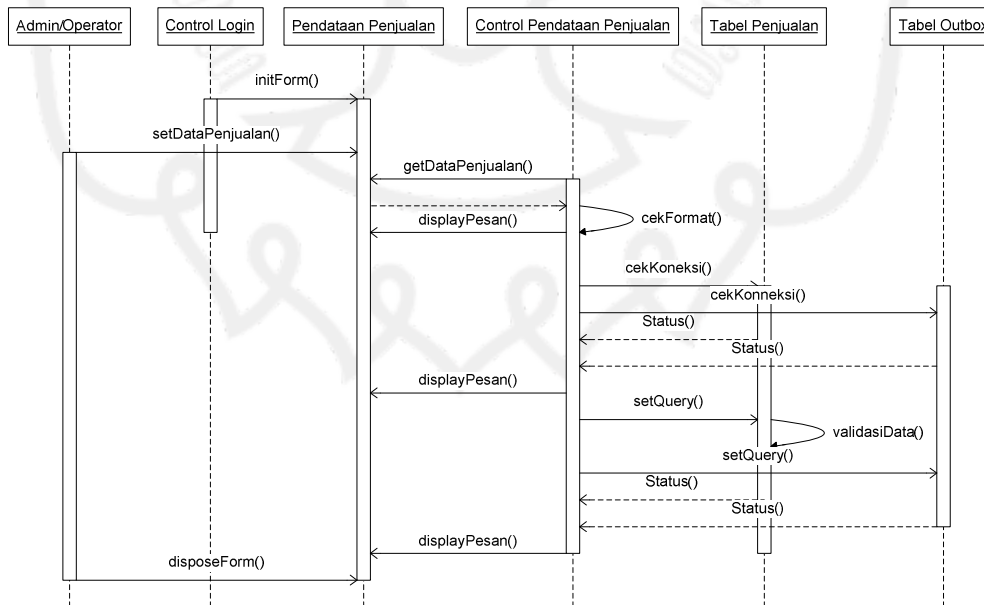 Admin/Operator
Control Login
Pendataan Penjualan
Control Pendataan Penjualan
Tabel Penjualan
Tabel Outbox
initForm()
setDataPenjualan()
getDataPenjualan()
displayPesan()
cekFormat()
cekKoneksi()
cekKonneksi()
Status()
Status()
displayPesan()
setQuery()
validasiData()
setQuery()
Status()
Status()
displayPesan()
disposeForm()